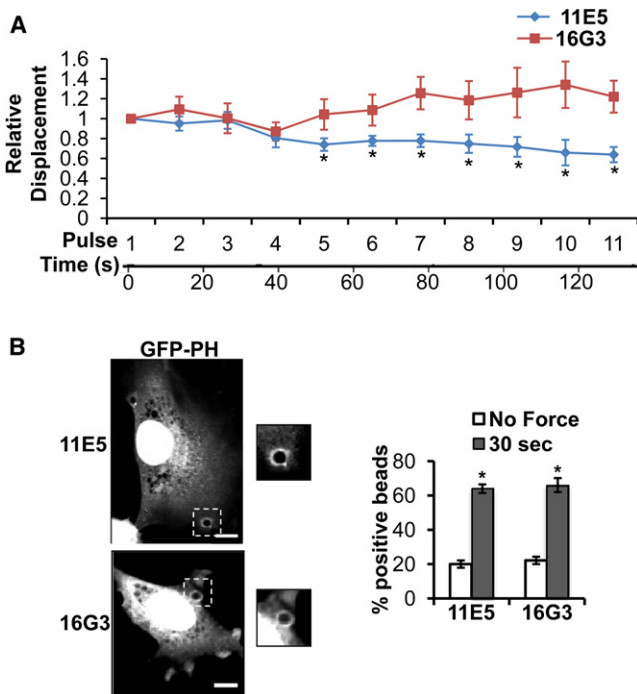 A
11E5
16G3
Relative
Displacement
1.6
1.4
1.2
1
0.8
0.6
0.4
0.2
0
* * * * * * *
Pulse 1 2 3 4 5 6 7 8 9 10 11
Time (s) 0 20 40 60 80 100 120
B
GFP-PH
11E5
16G3
No Force
30 sec
% positive beads
80
60
40
20
0
* *
11E5 16G3